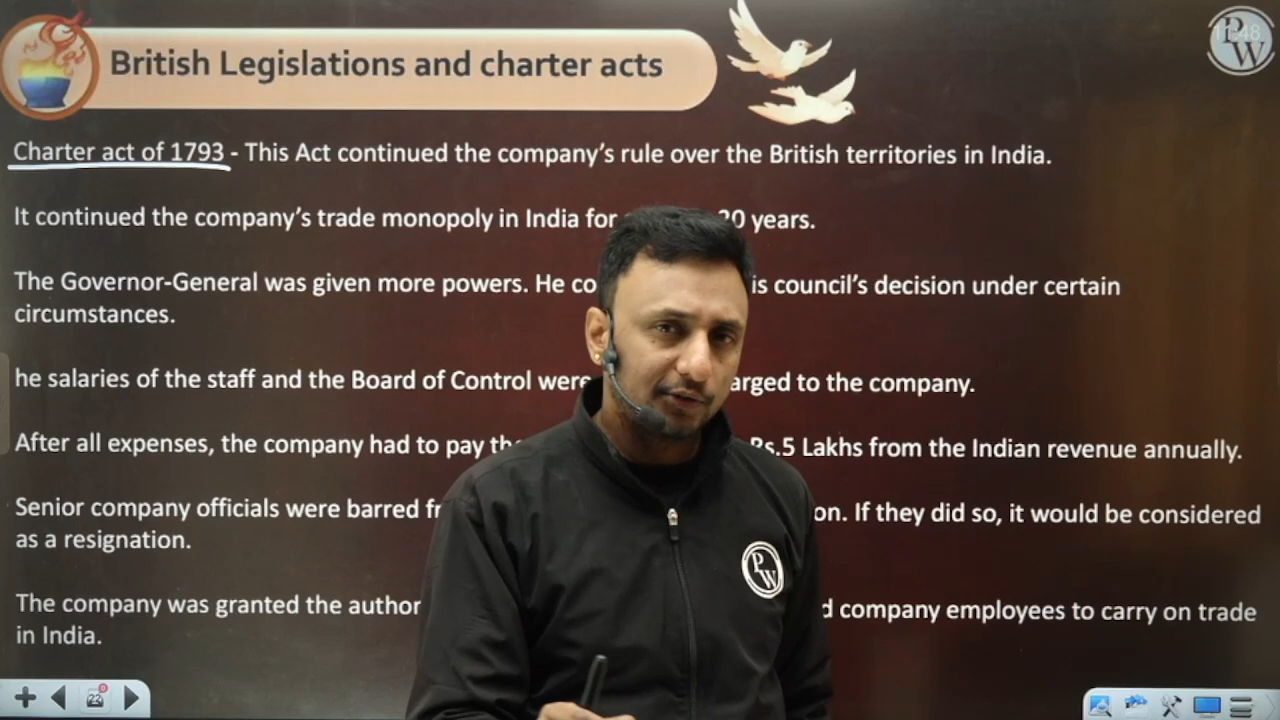 British Legislations and charter acts
PW
11:48
Charter act of 1793 - This Act continued the company's rule over the British territories in India.
It continued the company's trade monopoly in India for 20 years.
The Governor-General was given more powers. He co is council's decision under certain
circumstances.
he salaries of the staff and the Board of Control were arged to the company.
After all expenses, the company had to pay Rs.5 Lakhs from the Indian revenue annually.
Senior company officials were barred on. If they did so, it would be considered
as a resignation.
The company was granted the author d company employees to carry on trade
in India.
PW
22